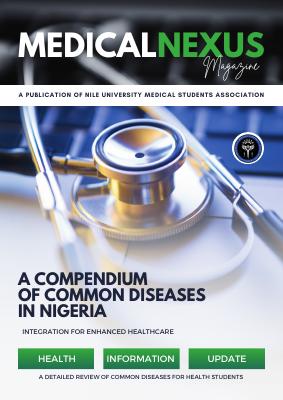 MEDICALNEXUS
Magazine
A PUBLICATION OF NILE UNIVERSITY MEDICAL STUDENTS ASSOCIATION
A COMPENDIUM
OF COMMON DISEASES
IN NIGERIA
INTEGRATION FOR ENHANCED HEALTHCARE
HEALTH INFORMATION UPDATE
A DETAILED REVIEW OF COMMON DISEASES FOR HEALTH STUDENTS